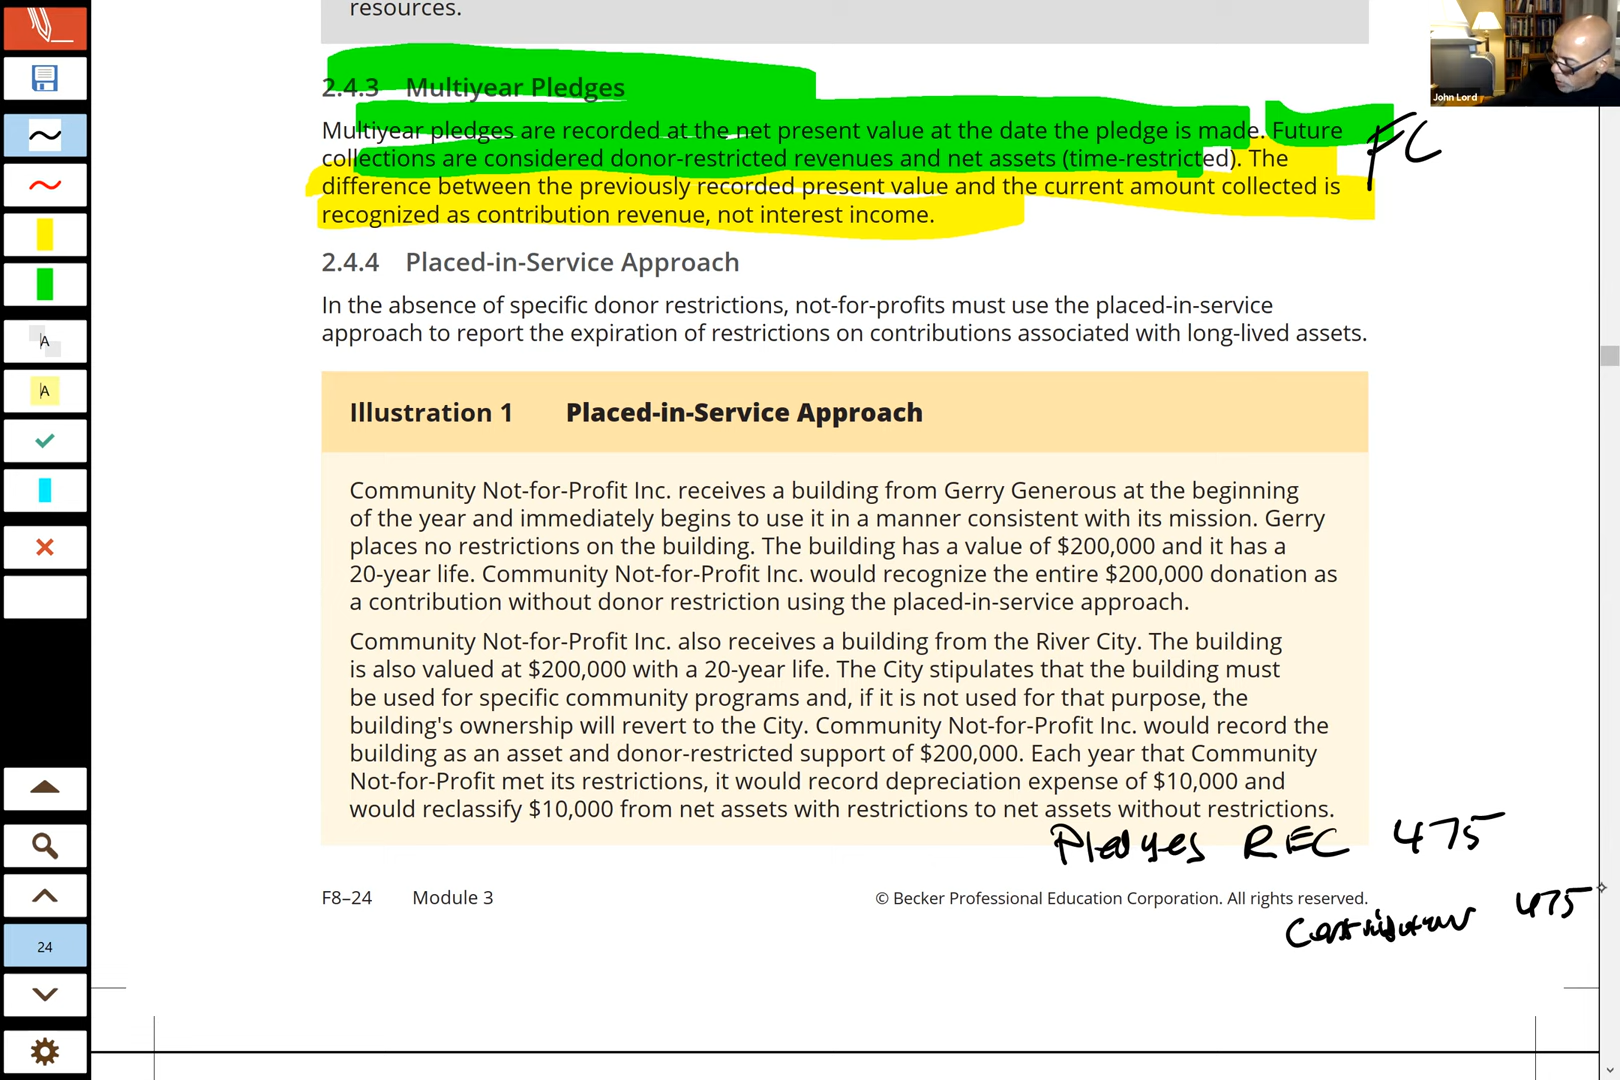 resources.
John Lord
2.4.3 Multiyear Pledges
Multiyear pledges are recorded at the net present value at the date the pledge is made. Future
collections are considered donor-restricted revenues and net assets (time-restricted). The
difference between the previously recorded present value and the current amount collected is
recognized as contribution revenue, not interest income.
2.4.4 Placed-in-Service Approach
In the absence of specific donor restrictions, not-for-profits must use the placed-in-service
approach to report the expiration of restrictions on contributions associated with long-lived assets.
Illustration 1 Placed-in-Service Approach
Community Not-for-Profit Inc. receives a building from Gerry Generous at the beginning
of the year and immediately begins to use it in a manner consistent with its mission. Gerry
places no restrictions on the building. The building has a value of $200,000 and it has a
20-year life. Community Not-for-Profit Inc. would recognize the entire $200,000 donation as
a contribution without donor restriction using the placed-in-service approach.
Community Not-for-Profit Inc. also receives a building from the River City. The building
is also valued at $200,000 with a 20-year life. The City stipulates that the building must
be used for specific community programs and, if it is not used for that purpose, the
building's ownership will revert to the City. Community Not-for-Profit Inc. would record the
building as an asset and donor-restricted support of $200,000. Each year that Community
Not-for-Profit met its restrictions, it would record depreciation expense of $10,000 and
would reclassify $10,000 from net assets with restrictions to net assets without restrictions.
Pledges REC 475
F8–24 Module 3 © Becker Professional Education Corporation. All rights reserved.
475
A
A
24